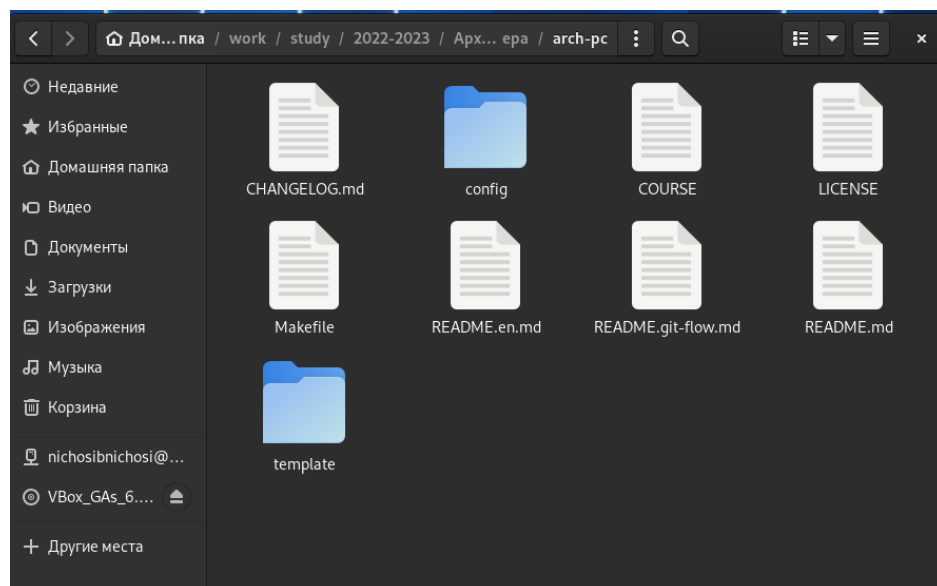 Дом...пка / work / study / 2022-2023 / Арх... ера / arch-pc
Недавние
Избранные
Домашняя папка
Видео
Документы
Загрузки
Изображения
Музыка
Корзина
nichosibnichosi@...
VBox_GAs_6....
Другие места
CHANGELOG.md
config
COURSE
LICENSE
Makefile
README.en.md
README.git-flow.md
README.md
template